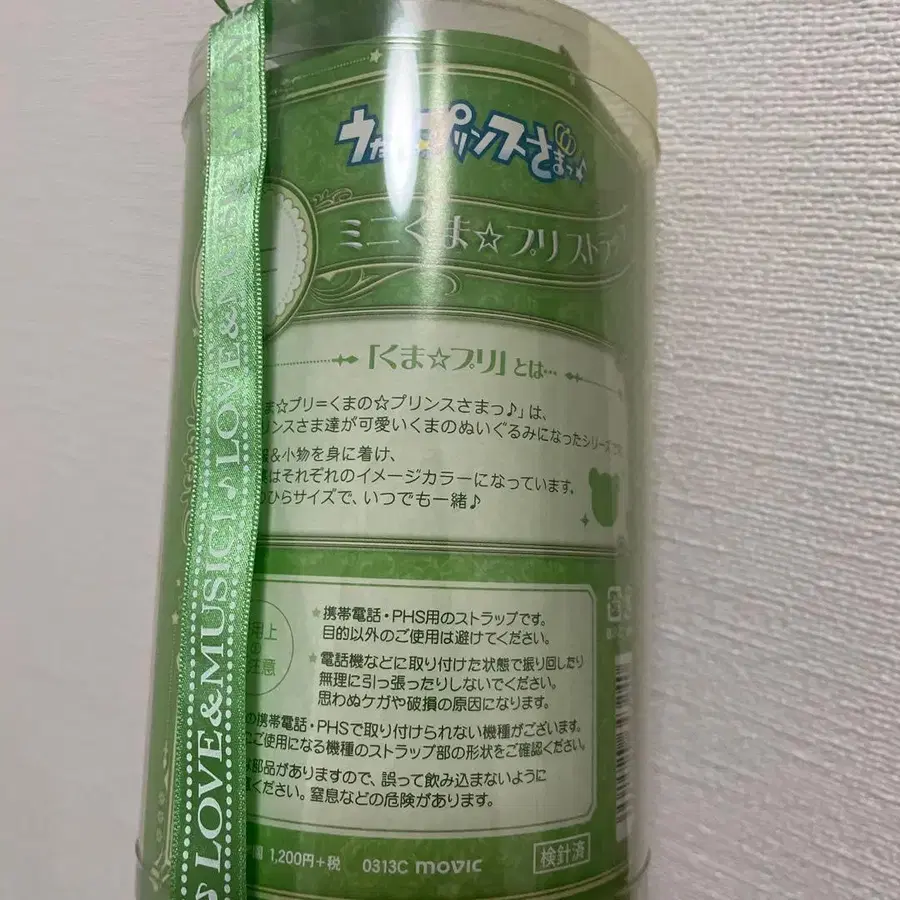 LOVE&MUSIC! ♪ LOVE&MUSIC
プリンスさまっ♪
ミニくま☆プリ ストラ
「くま☆プリ」とは…
ま☆プリ=くまの☆プリンスさまっ♪」は、
リンスさま達が可愛いくまのぬいぐるみになったシリーズ
&小物を身に着け、
はそれぞれのイメージカラーになっています。
ひらサイズで、いつでも一緒♪
用上
の
注意
★携帯電話・PHS用のストラップです。
目的以外のご使用は避けてください。
★電話機などに取り付けた状態で振り回したり
無理に引っ張ったりしないでください。
思わぬケガや破損の原因になります。
の携帯電話・PHSで取り付けられない機種がございます。
ご使用になる機種のストラップ部の形状をご確認ください。
部品がありますので、誤って飲み込まないように
ください。窒息などの危険があります。
1,200円+税 0313C movic 検針済